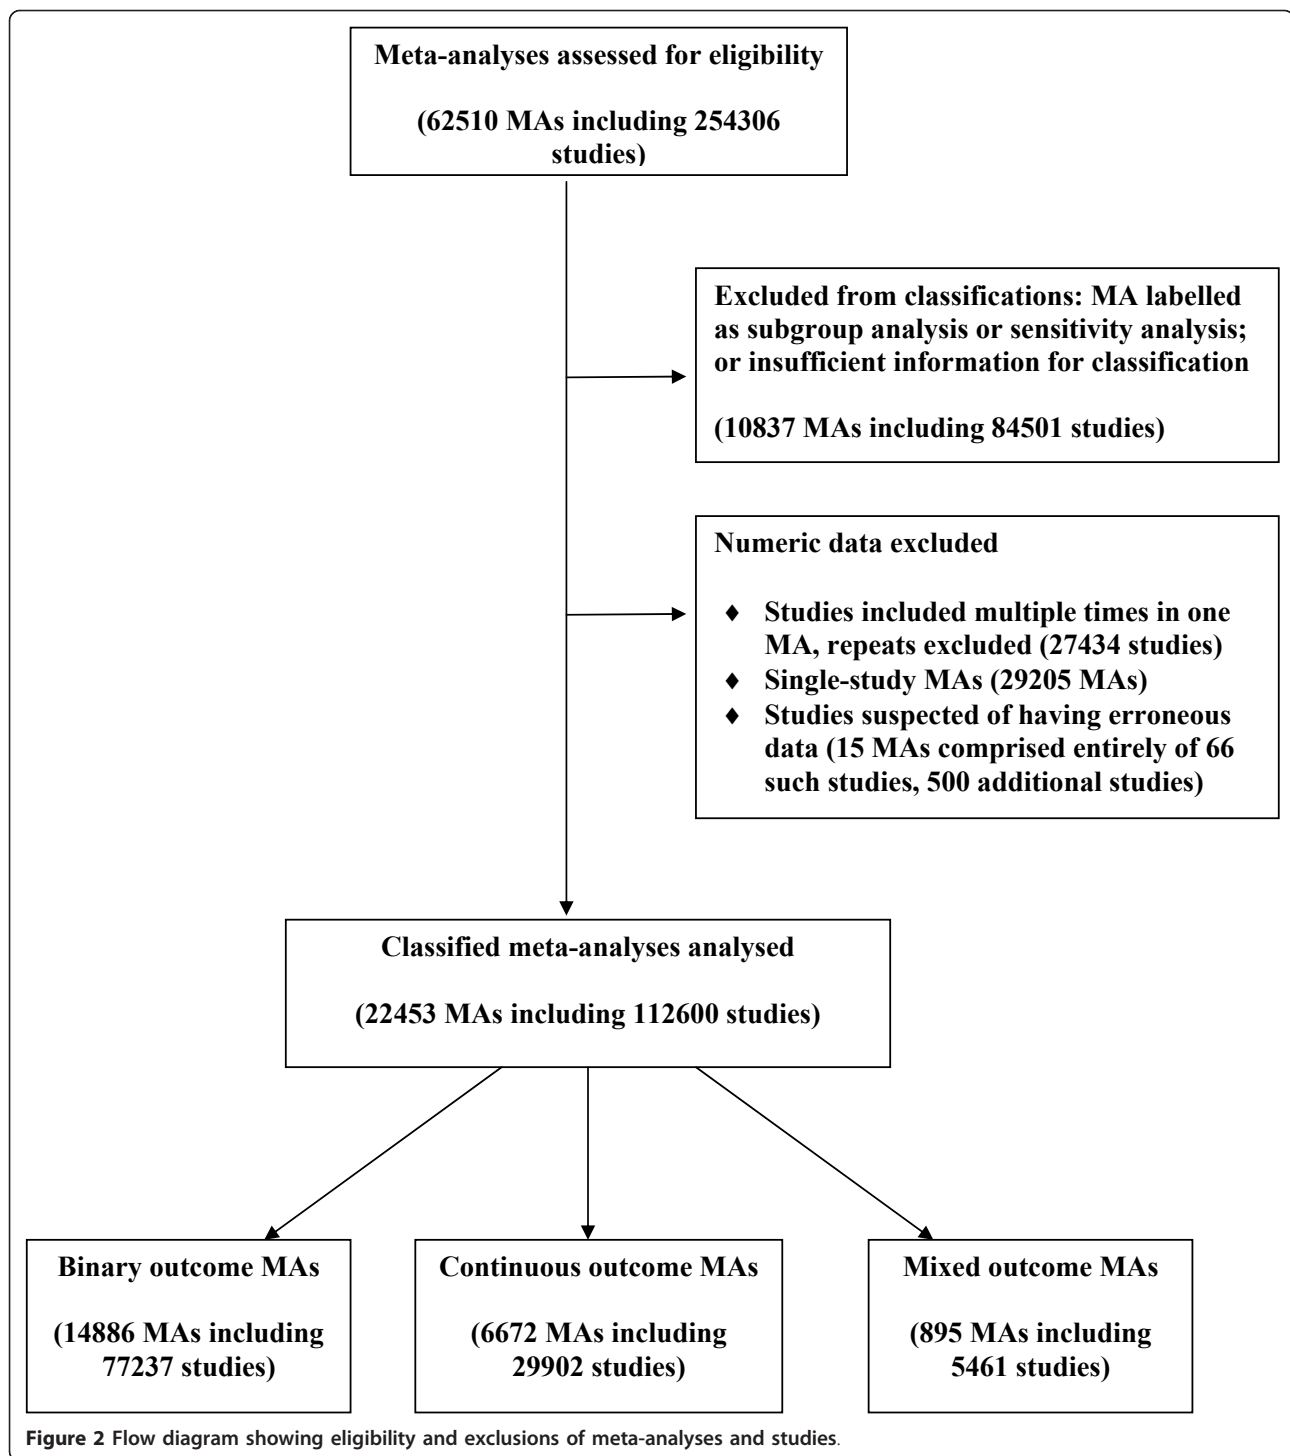 Meta-analyses assessed for eligibility
(62510 MAs including 254306
studies)
Excluded from classifications: MA labelled
as subgroup analysis or sensitivity analysis;
or insufficient information for classification
(10837 MAs including 84501 studies)
Numeric data excluded
♦ Studies included multiple times in one
MA, repeats excluded (27434 studies)
♦ Single-study MAs (29205 MAs)
♦ Studies suspected of having erroneous
data (15 MAs comprised entirely of 66
such studies, 500 additional studies)
Classified meta-analyses analysed
(22453 MAs including 112600 studies)
Binary outcome MAs
(14886 MAs including
77237 studies)
Continuous outcome MAs
(6672 MAs including
29902 studies)
Mixed outcome MAs
(895 MAs including
5461 studies)
Figure 2 Flow diagram showing eligibility and exclusions of meta-analyses and studies.